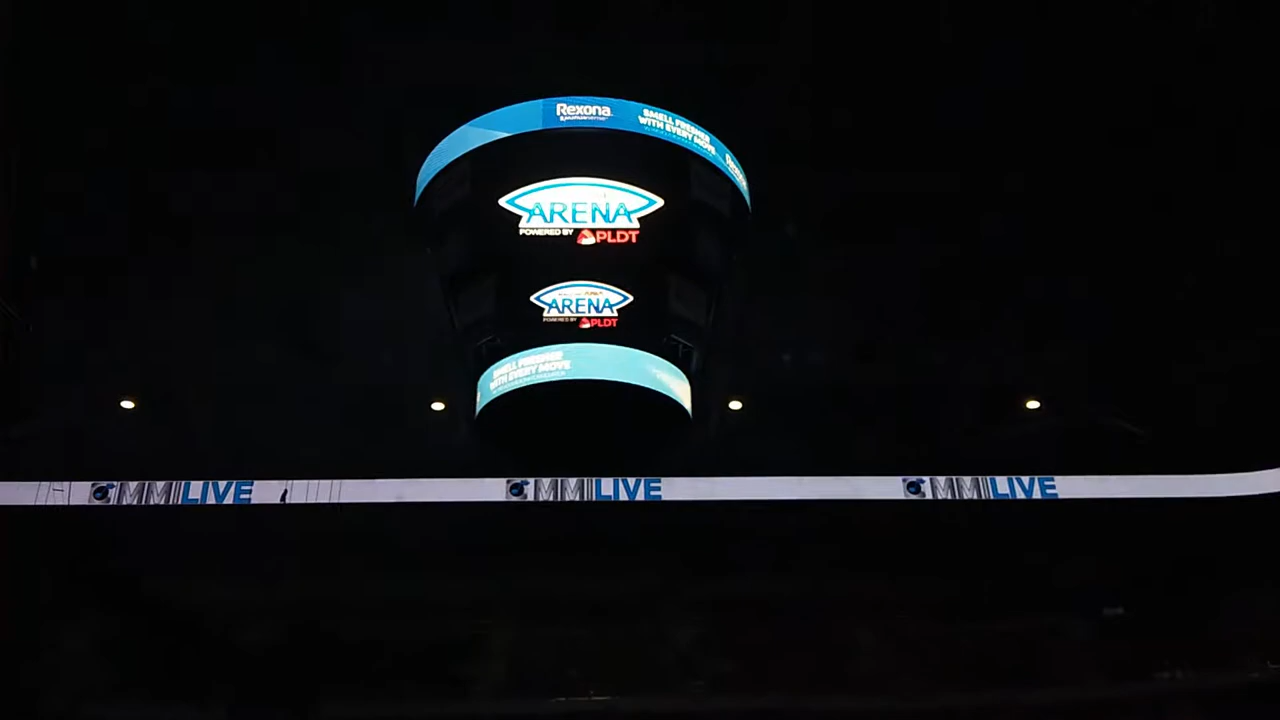 Rexona
SMELL FRESHER
WITH EVERY MOVE
Rexona
ARENA
POWERED BY PLDT
ARENA
POWERED BY PLDT
SMELL FRESHER
WITH EVERY MOVE
MMLIVE MMLIVE MMLIVE